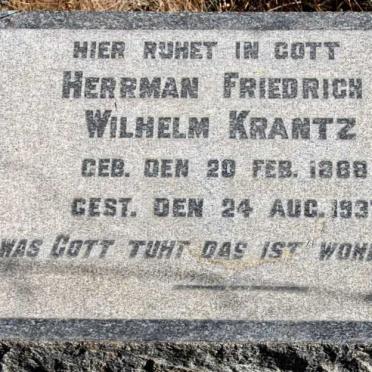 HIER RUHET IN GOTT
HERRMAN FRIEDRICH
WILHELM KRANTZ
GEB. DEN 20 FEB. 1888
GEST. DEN 24 AUG.
WAS GOTT TUHT DAS IST